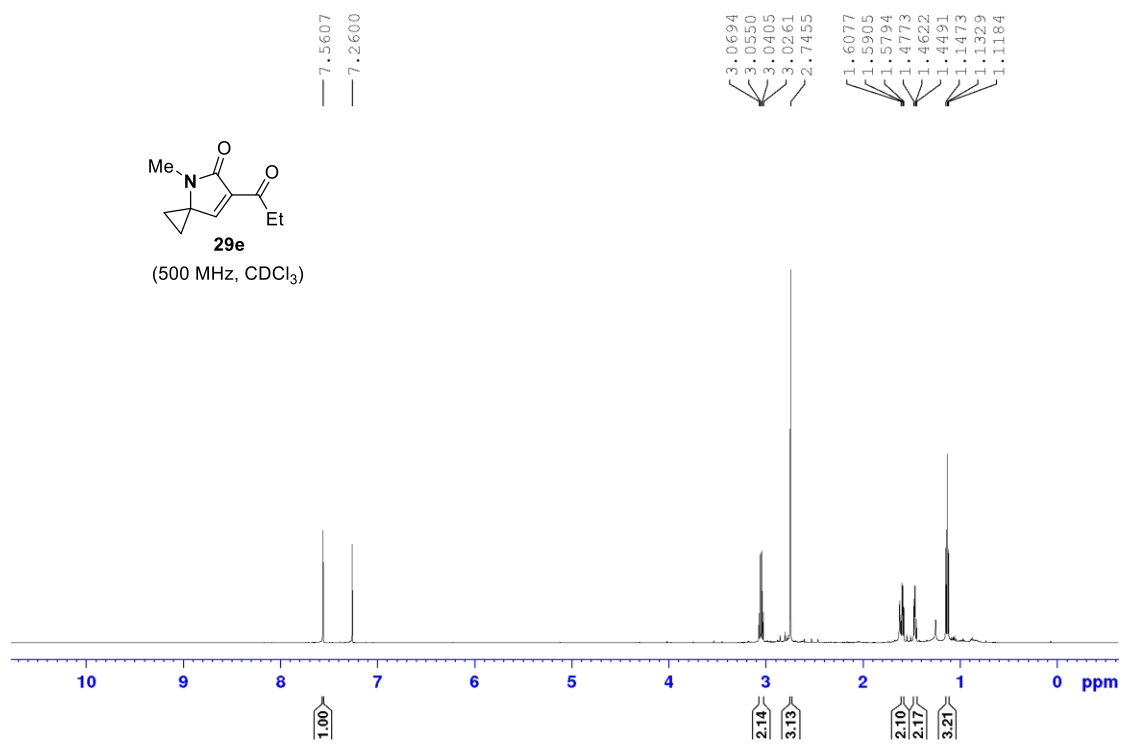 7.5607
7.2600
3.0694
3.0550
3.0405
3.0261
2.7455
1.6077
1.5905
1.5794
1.4773
1.4622
1.4491
1.1473
1.1329
1.1184
O
Me
N
O
Et
29e
(500 MHz, CDCl₃)
10 9 8 7 6 5 4 3 2 1 0 ppm
1.00
2.14
3.13
2.10
2.17
3.21